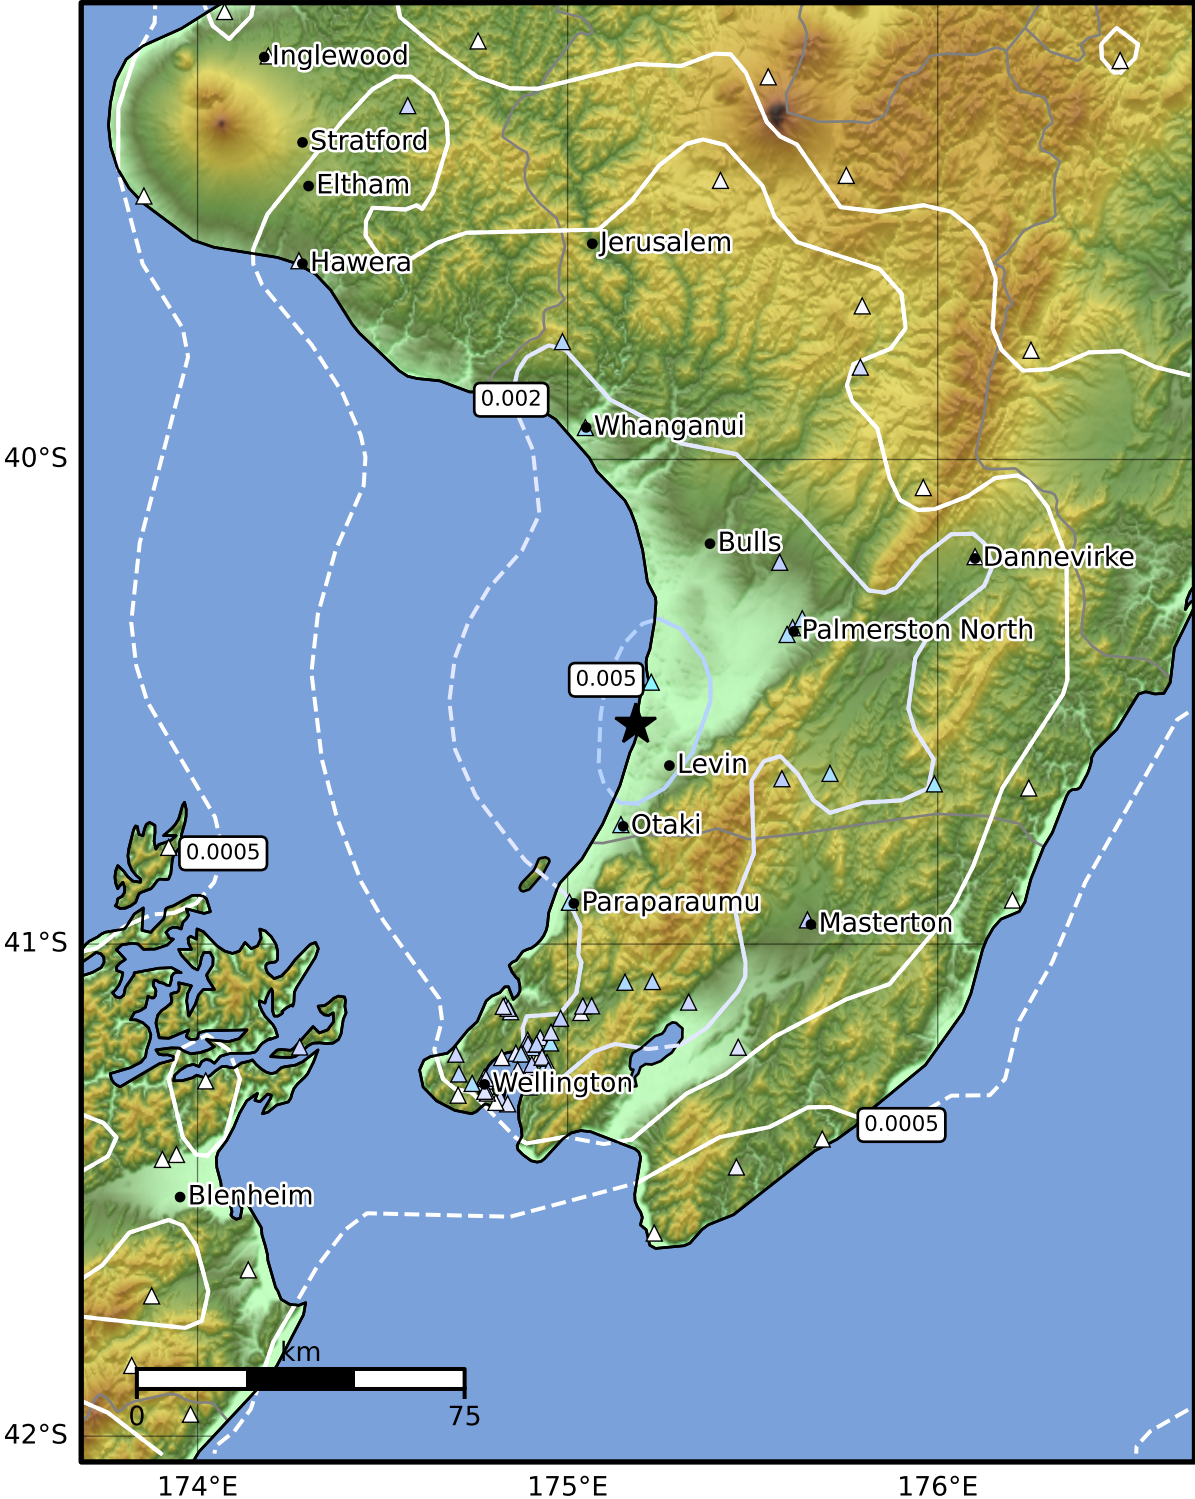 Inglewood
Stratford
Eltham
Jerusalem
Hawera
0.002
Whanganui
40°S
Bulls
Dannevirke
Palmerston North
0.005
Levin
Otaki
0.0005
Paraparaumu
Masterton
41°S
Wellington
0.0005
Blenheim
km
0
75
42°S
174°E
175°E
176°E